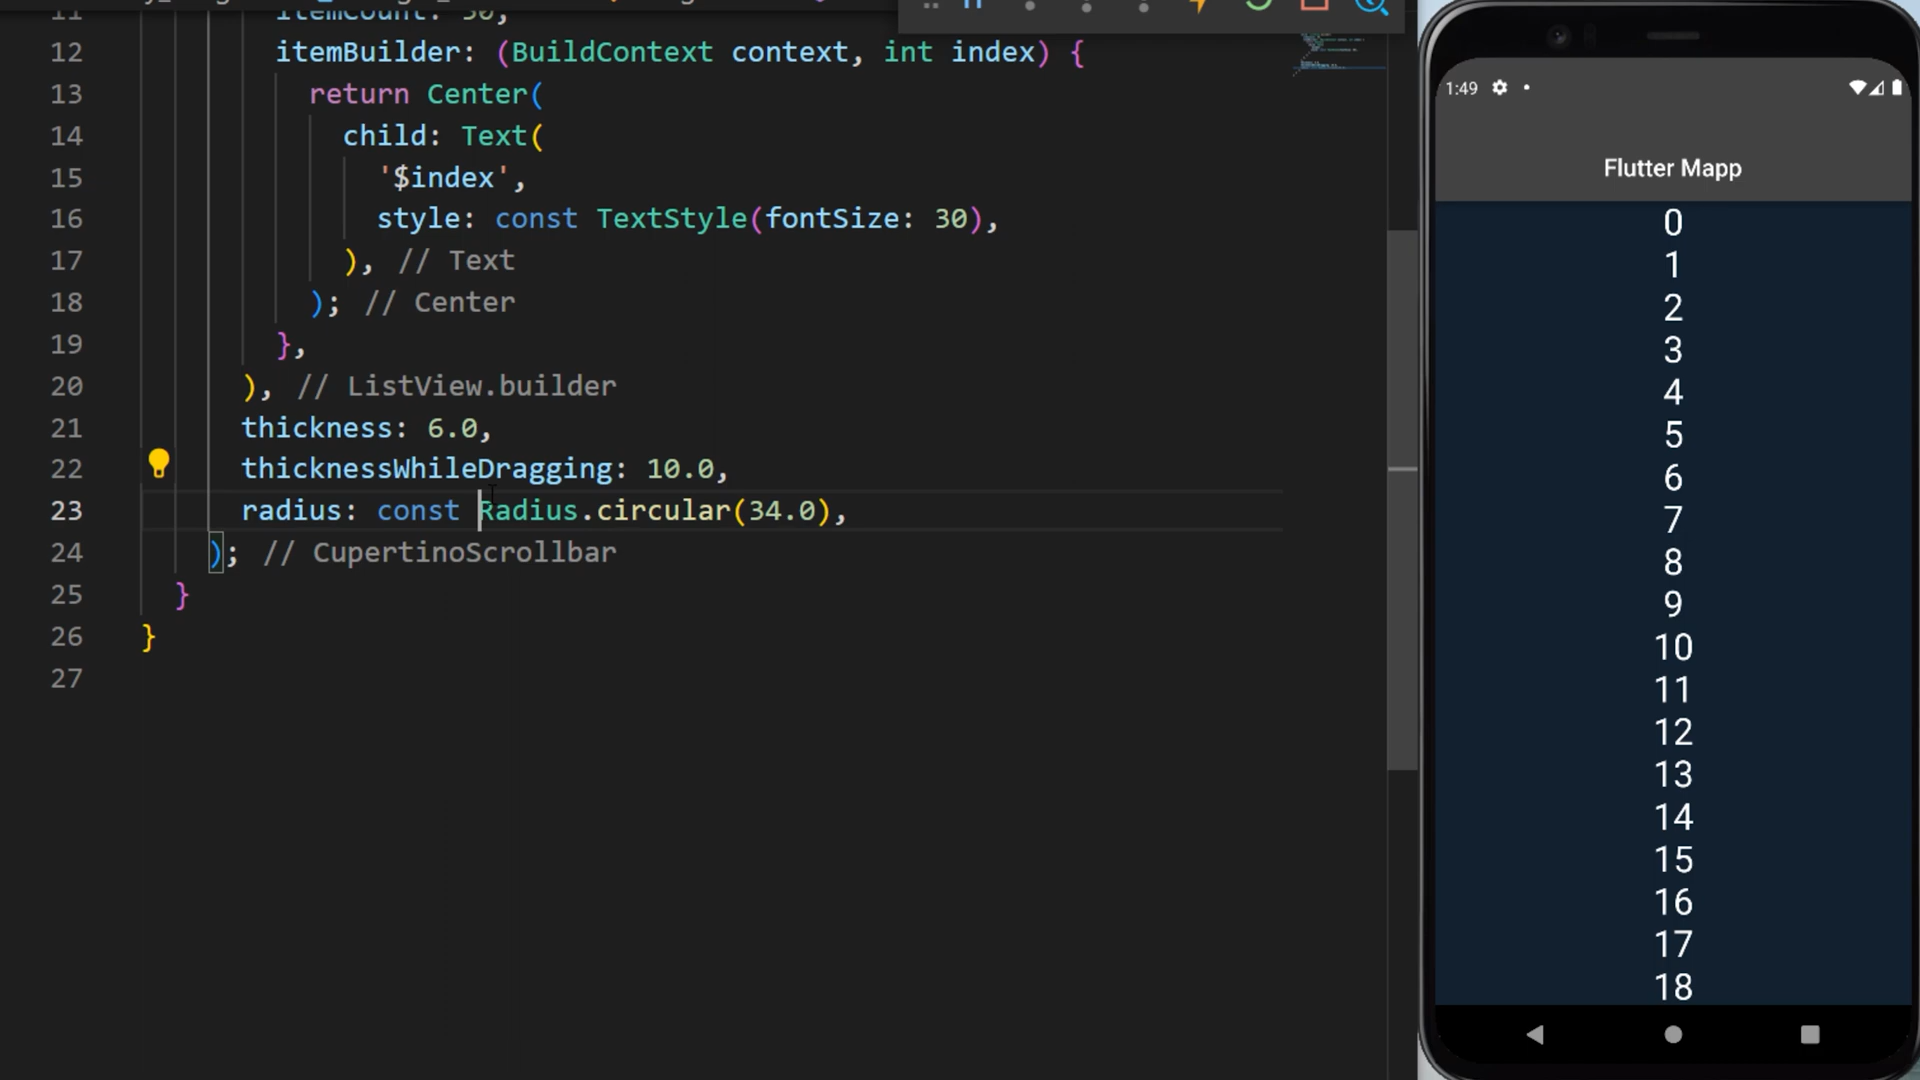 11 itemCount: 50,
12 itemBuilder: (BuildContext context, int index) {
13 return Center(
14 child: Text(
15 '$index',
16 style: const TextStyle(fontSize: 30),
17 ), // Text
18 ); // Center
19 },
20 ), // ListView.builder
21 thickness: 6.0,
22 thicknessWhileDragging: 10.0,
23 radius: const Radius.circular(34.0),
24 ); // CupertinoScrollbar
25 }
26 }
27
1:49
Flutter Mapp
0
1
2
3
4
5
6
7
8
9
10
11
12
13
14
15
16
17
18